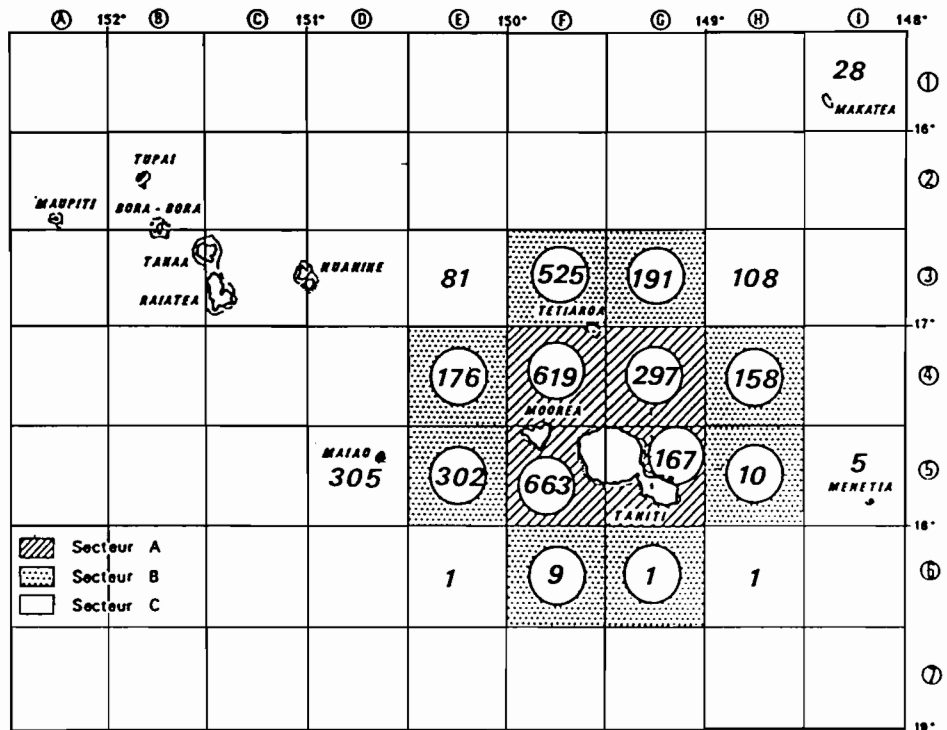 Ⓐ 152° Ⓑ Ⓒ 151° Ⓓ Ⓔ 150° Ⓕ Ⓖ 149° Ⓗ Ⓘ 148°
28 ①
MAKATEA
16°
TUPAI ②
MAUPITI BORA - BORA
TAHAA HUAHINE 81 525 191 108 ③
RAIATEA
TETIAROA
17°
176 619 297 158 ④
MOOREA
MAIAO 167 5 ⑤
305 302 663 10 MEHETIA
TAHITI
18°
Secteur A
Secteur B 1 9 1 1 ⑥
Secteur C
⑦
19°